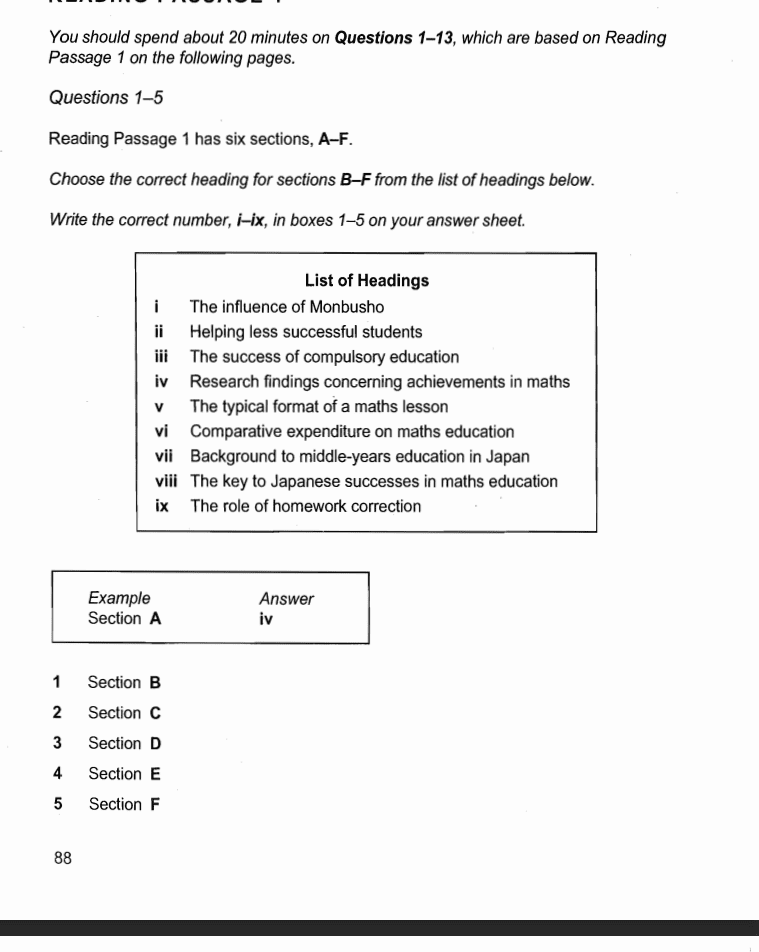 You should spend about 20 minutes on Questions 1–13, which are based on Reading
Passage 1 on the following pages.
Questions 1–5
Reading Passage 1 has six sections, A–F.
Choose the correct heading for sections B–F from the list of headings below.
Write the correct number, i–ix, in boxes 1–5 on your answer sheet.
List of Headings
i The influence of Monbusho
ii Helping less successful students
iii The success of compulsory education
iv Research findings concerning achievements in maths
v The typical format of a maths lesson
vi Comparative expenditure on maths education
vii Background to middle-years education in Japan
viii The key to Japanese successes in maths education
ix The role of homework correction
Example Answer
Section A iv
1 Section B
2 Section C
3 Section D
4 Section E
5 Section F
88